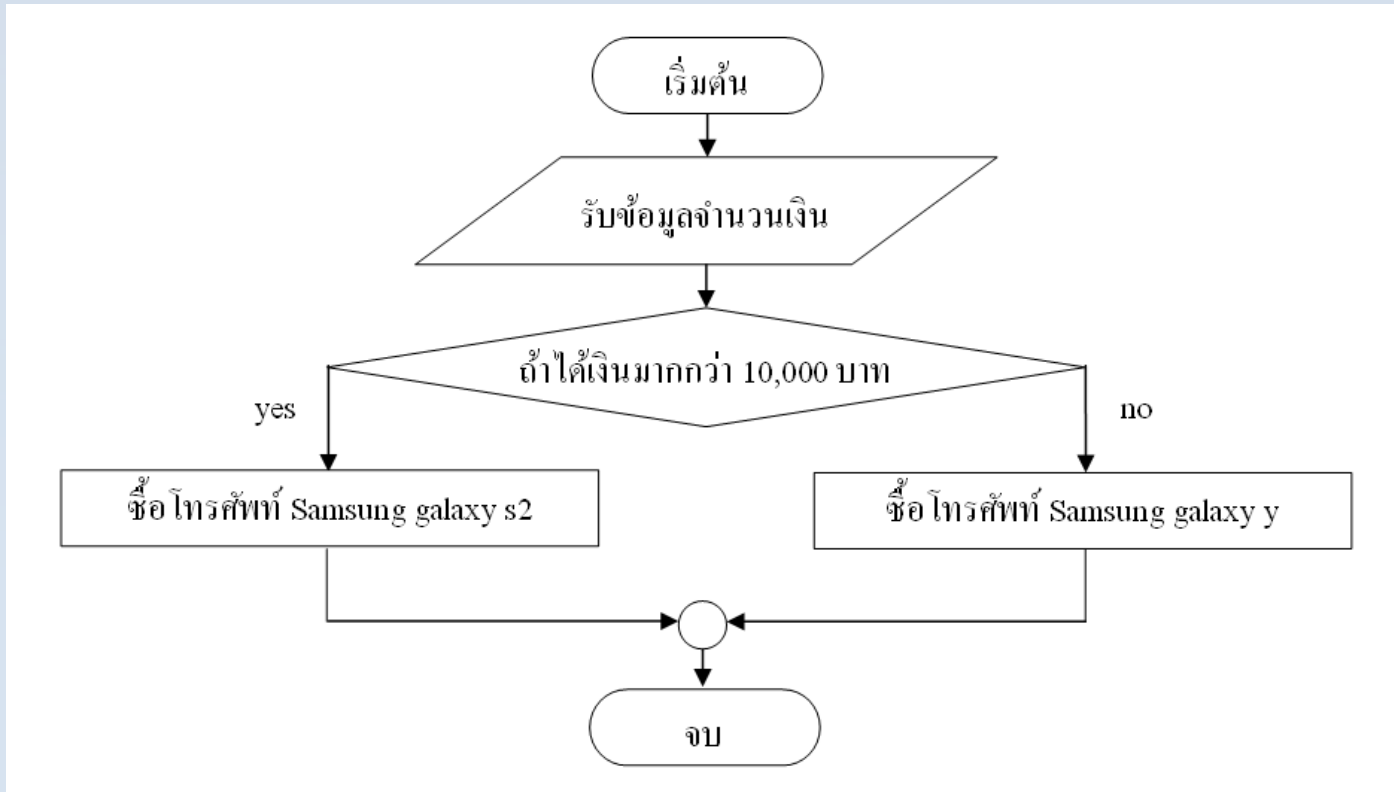 เริ่มต้น
รับข้อมูลจำนวนเงิน
ถ้าได้เงินมากกว่า 10,000 บาท
yes
no
ซื้อโทรศัพท์ Samsung galaxy s2
ซื้อโทรศัพท์ Samsung galaxy y
จบ